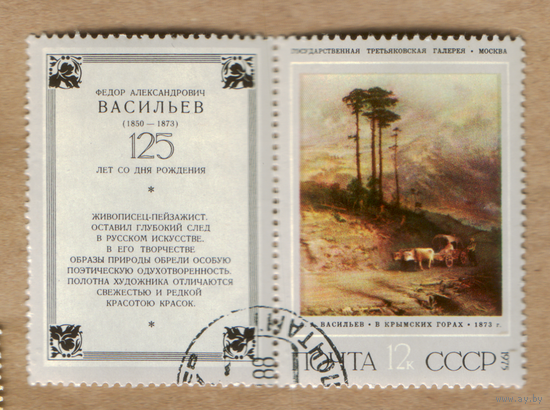 ФЕДОР АЛЕКСАНДРОВИЧ
ВАСИЛЬЕВ
(1850 — 1873)
125
ЛЕТ СО ДНЯ РОЖДЕНИЯ
*
ЖИВОПИСЕЦ-ПЕЙЗАЖИСТ.
ОСТАВИЛ ГЛУБОКИЙ СЛЕД
В РУССКОМ ИСКУССТВЕ.
В ЕГО ТВОРЧЕСТВЕ
ОБРАЗЫ ПРИРОДЫ ОБРЕЛИ ОСОБУЮ
ПОЭТИЧЕСКУЮ ОДУХОТВОРЕННОСТЬ.
ПОЛОТНА ХУДОЖНИКА ОТЛИЧАЮТСЯ
СВЕЖЕСТЬЮ И РЕДКОЙ
КРАСОТОЮ КРАСОК.
*
ГОСУДАРСТВЕННАЯ ТРЕТЬЯКОВСКАЯ ГАЛЕРЕЯ • МОСКВА
ВАСИЛЬЕВ • В КРЫМСКИХ ГОРАХ • 1873 г.
ПОЧТА 12к СССР
1975